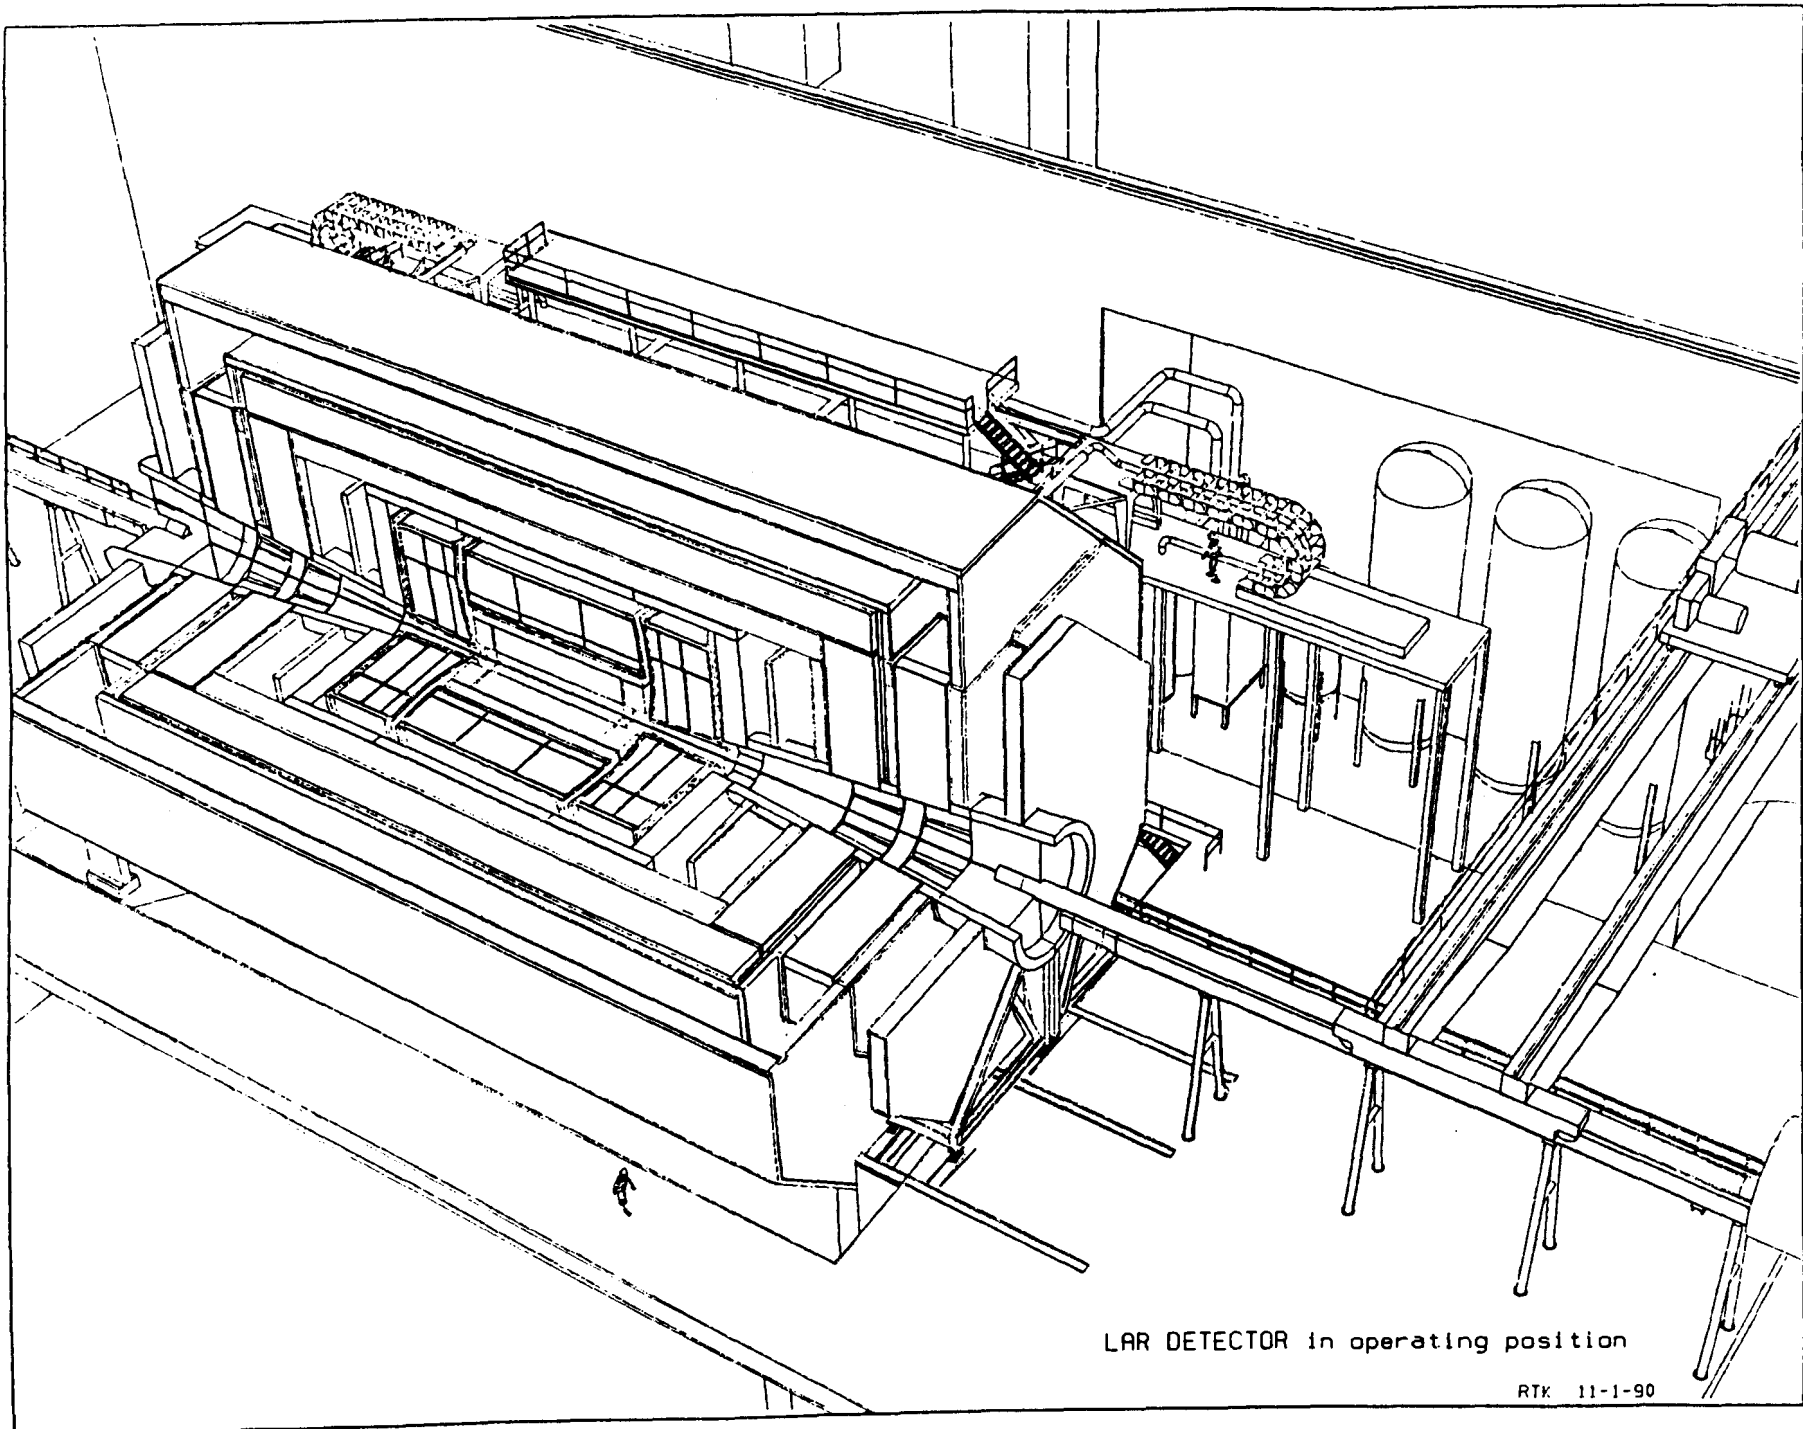 LAR DETECTOR in operating position
RTK 11-1-90